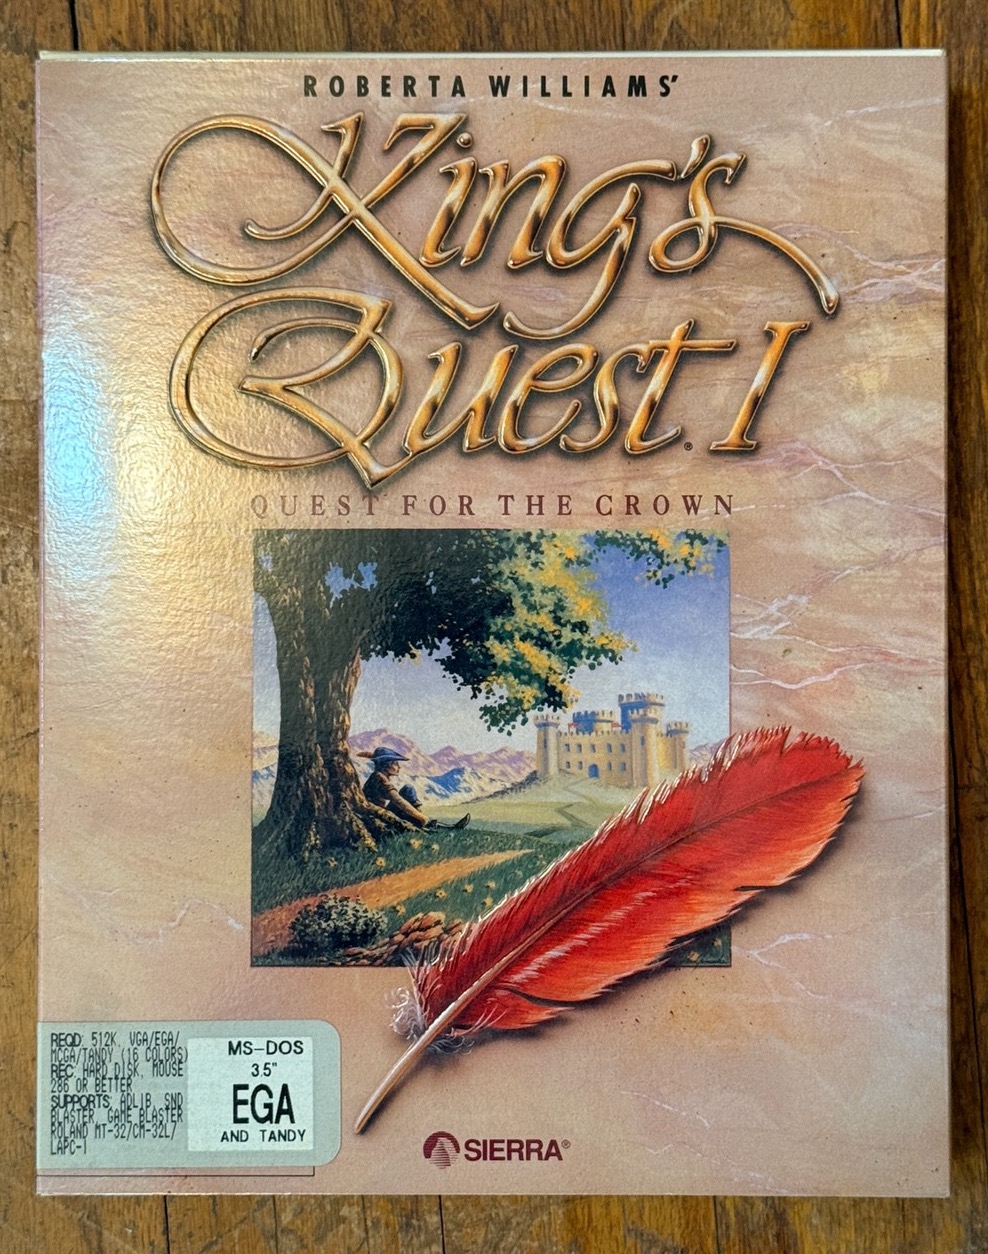 ROBERTA WILLIAMS'
King's
Quest® I
QUEST FOR THE CROWN
REQD: 512K, VGA/EGA/
MCGA/TANDY (16 COLORS)
REC: HARD DISK, MOUSE
286 OR BETTER
SUPPORTS: ADLIB, SND
BLASTER, GAME BLASTER
ROLAND MT-32/CM-32L/
LAPC-1
MS-DOS
3.5"
EGA
AND TANDY
SIERRA®